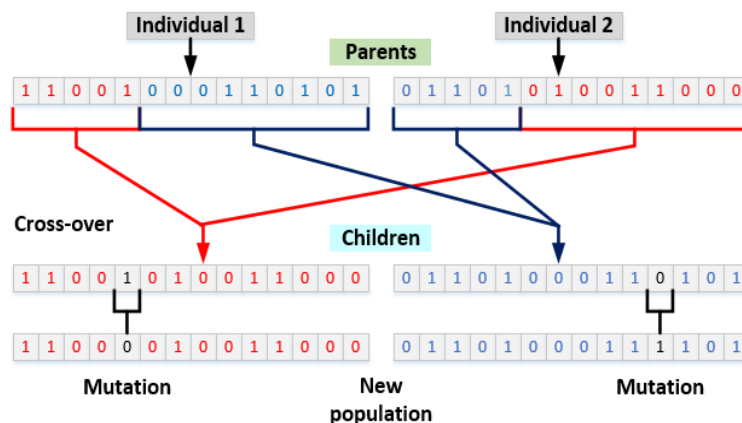 Individual 1
Individual 2
Parents
1 1 0 0 1 0 0 0 1 1 0 1 0 1
0 1 1 0 1 0 1 0 0 1 1 0 0 0
Cross-over
Children
1 1 0 0 1 0 1 0 0 1 1 0 0 0
0 1 1 0 1 0 0 0 1 1 0 1 0 1
1 1 0 0 0 0 1 0 0 1 1 0 0 0
0 1 1 0 1 0 0 0 1 1 1 1 0 1
Mutation
New
population
Mutation